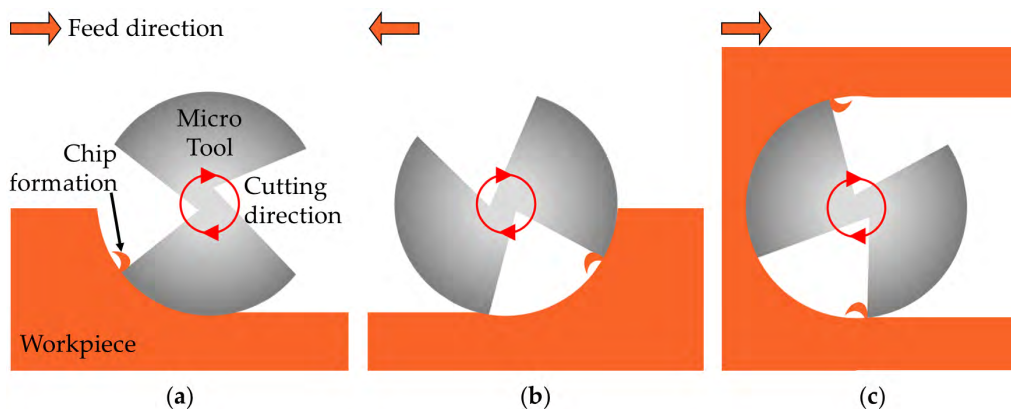 Feed direction
Micro
Tool
Chip
formation
Cutting
direction
Workpiece
(a)
(b)
(c)